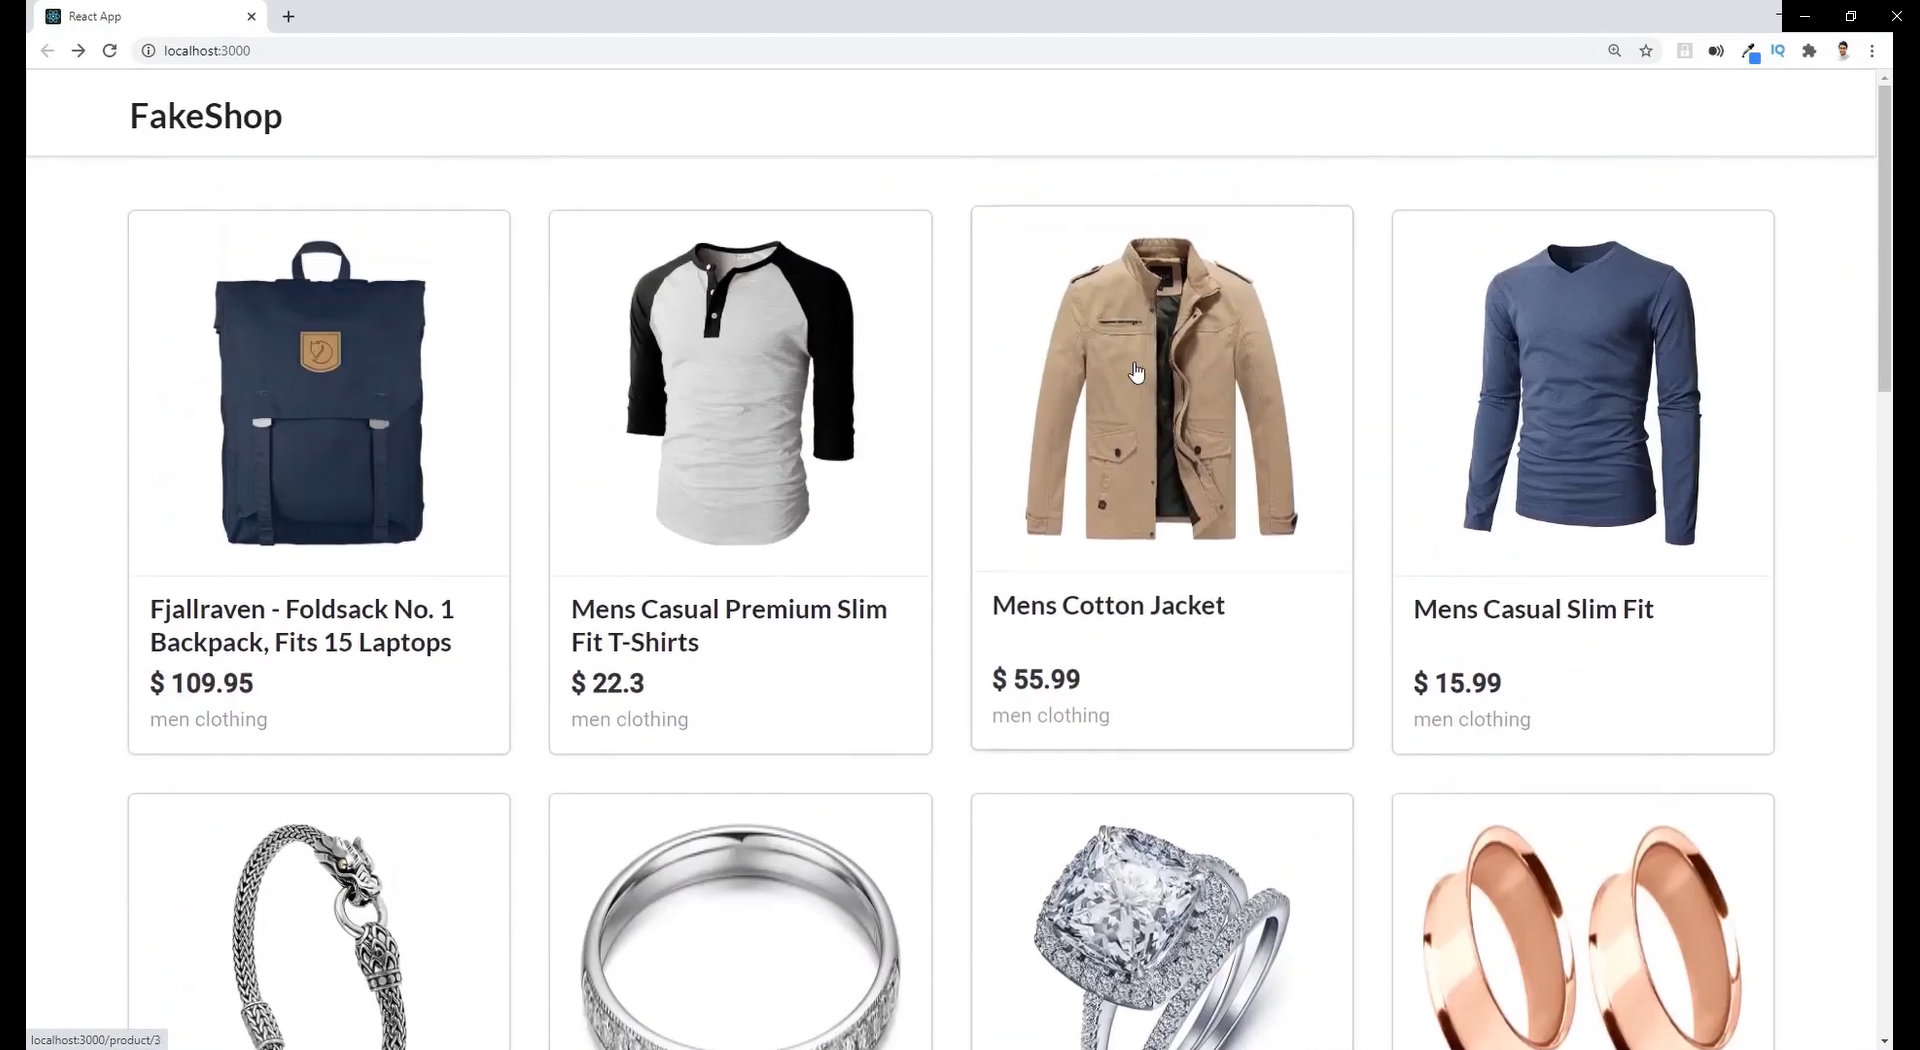 React App
localhost:3000
IQ
FakeShop
Fjallraven - Foldsack No. 1
Backpack, Fits 15 Laptops
$ 109.95
men clothing
Mens Casual Premium Slim
Fit T-Shirts
$ 22.3
men clothing
Mens Cotton Jacket
$ 55.99
men clothing
Mens Casual Slim Fit
$ 15.99
men clothing
localhost:3000/product/3